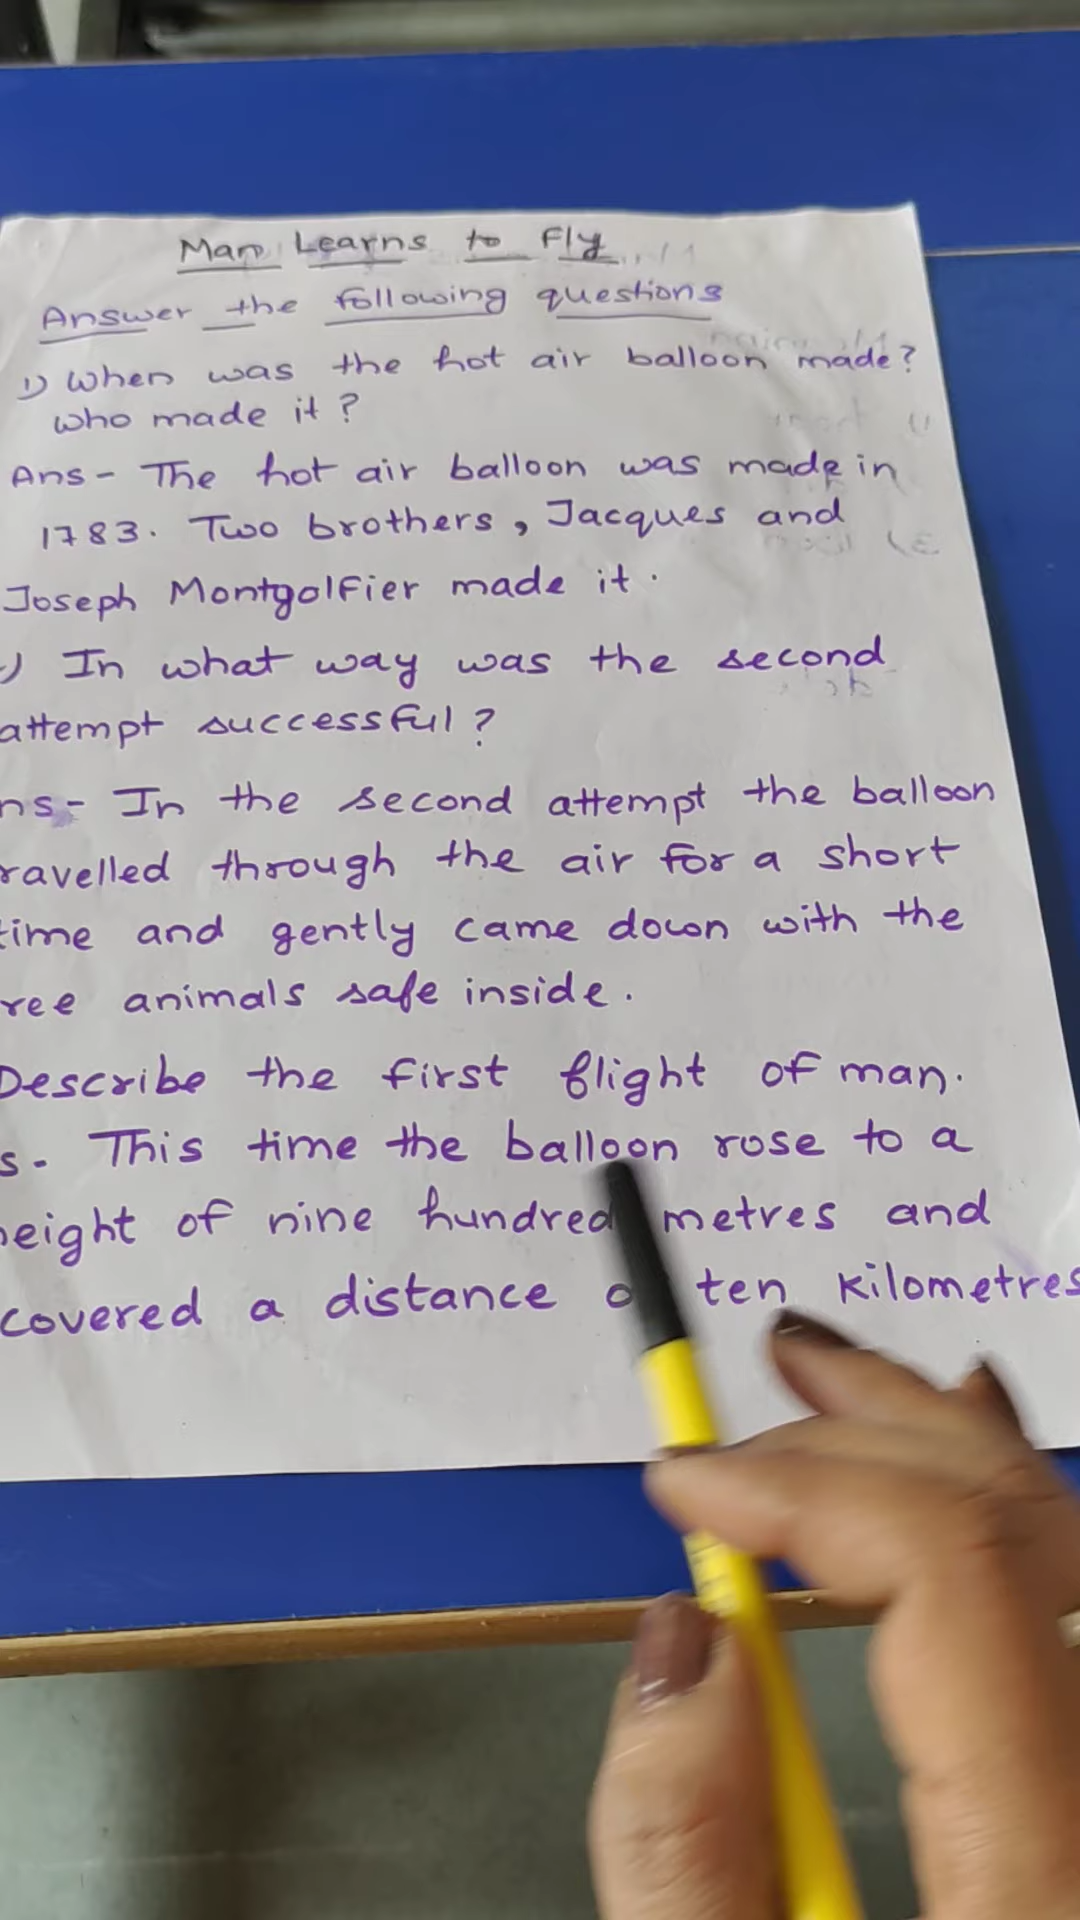 Man Learns to Fly
Answer the following questions
1) When was the hot air balloon made?
who made it?
Ans - The hot air balloon was made in
1783. Two brothers, Jacques and
Joseph Montgolfier made it.
) In what way was the second
attempt successful?
ns- In the second attempt the balloon
ravelled through the air for a short
time and gently came down with the
ree animals safe inside.
Describe the first flight of man.
s. This time the balloon rose to a
eight of nine hundred metres and
covered a distance o ten kilometres